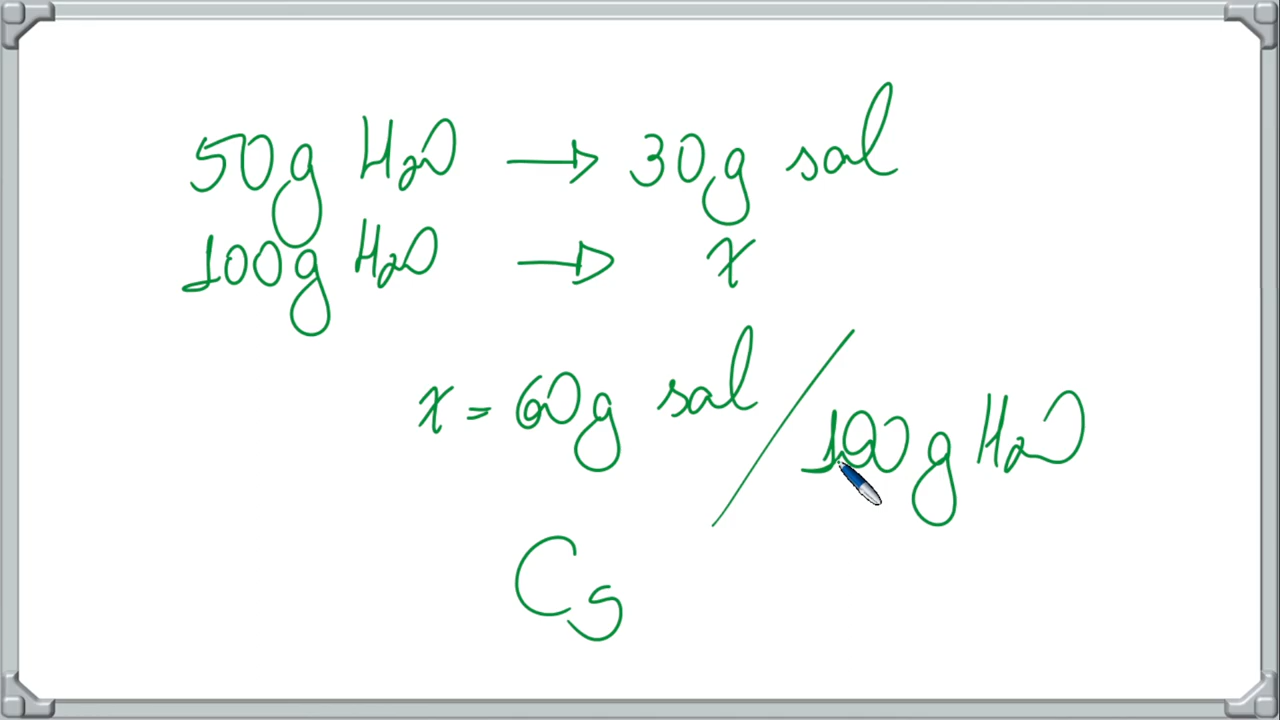 50g H2O → 30g sal
100g H2O → x
x = 60g sal / 100g H2O
Cs